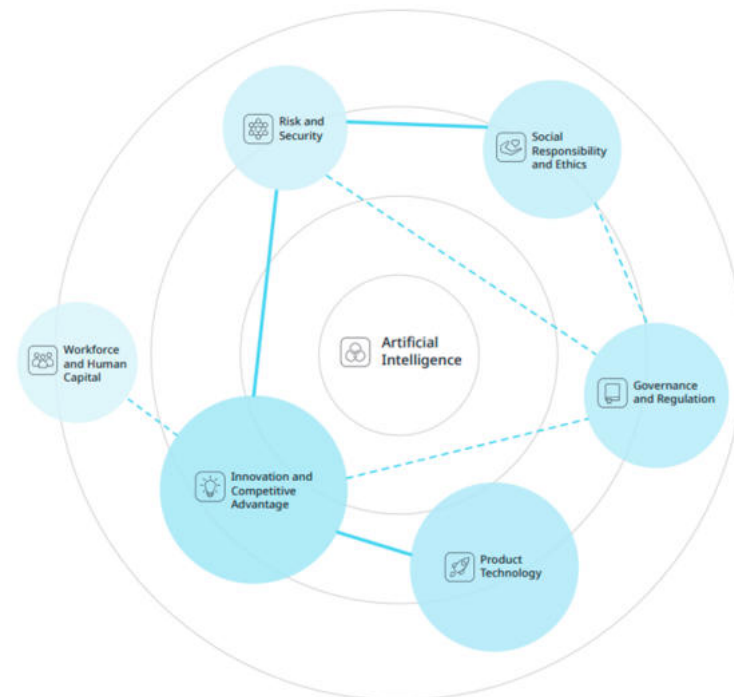 Risk and
Security
Social
Responsibility
and Ethics
Artificial
Intelligence
Workforce
and Human
Capital
Governance
and Regulation
Innovation and
Competitive
Advantage
Product
Technology